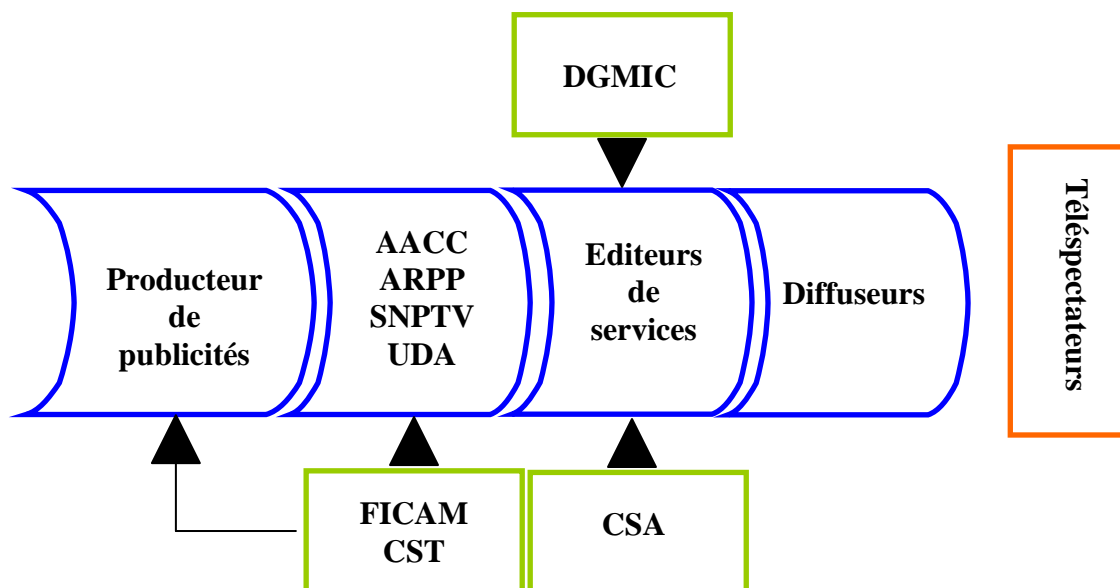 DGMIC
Producteur
de
publicités
AACC
ARPP
SNPTV
UDA
Editeurs
de
services
Diffuseurs
Téléspectateurs
FICAM
CST
CSA